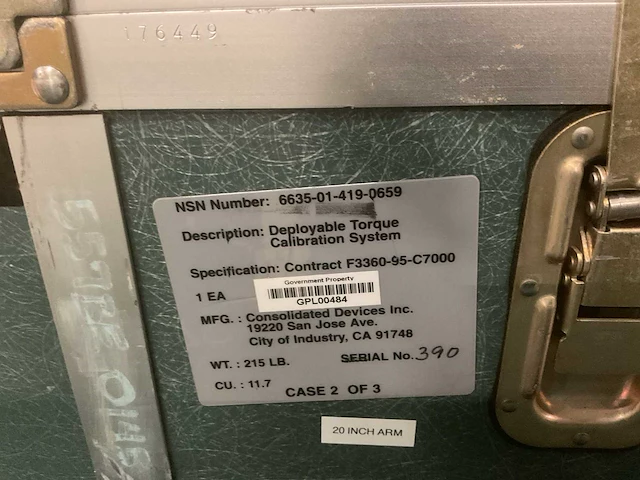 176449
NSN Number: 6635-01-419-0659
Description: Deployable Torque
Calibration System
Specification: Contract F3360-95-C7000
Government Property
1 EA
GPL00484
MFG. : Consolidated Devices Inc.
19220 San Jose Ave.
City of Industry, CA 91748
WT. : 215 LB.
SERIAL No. 390
CU. : 11.7
CASE 2 OF 3
20 INCH ARM